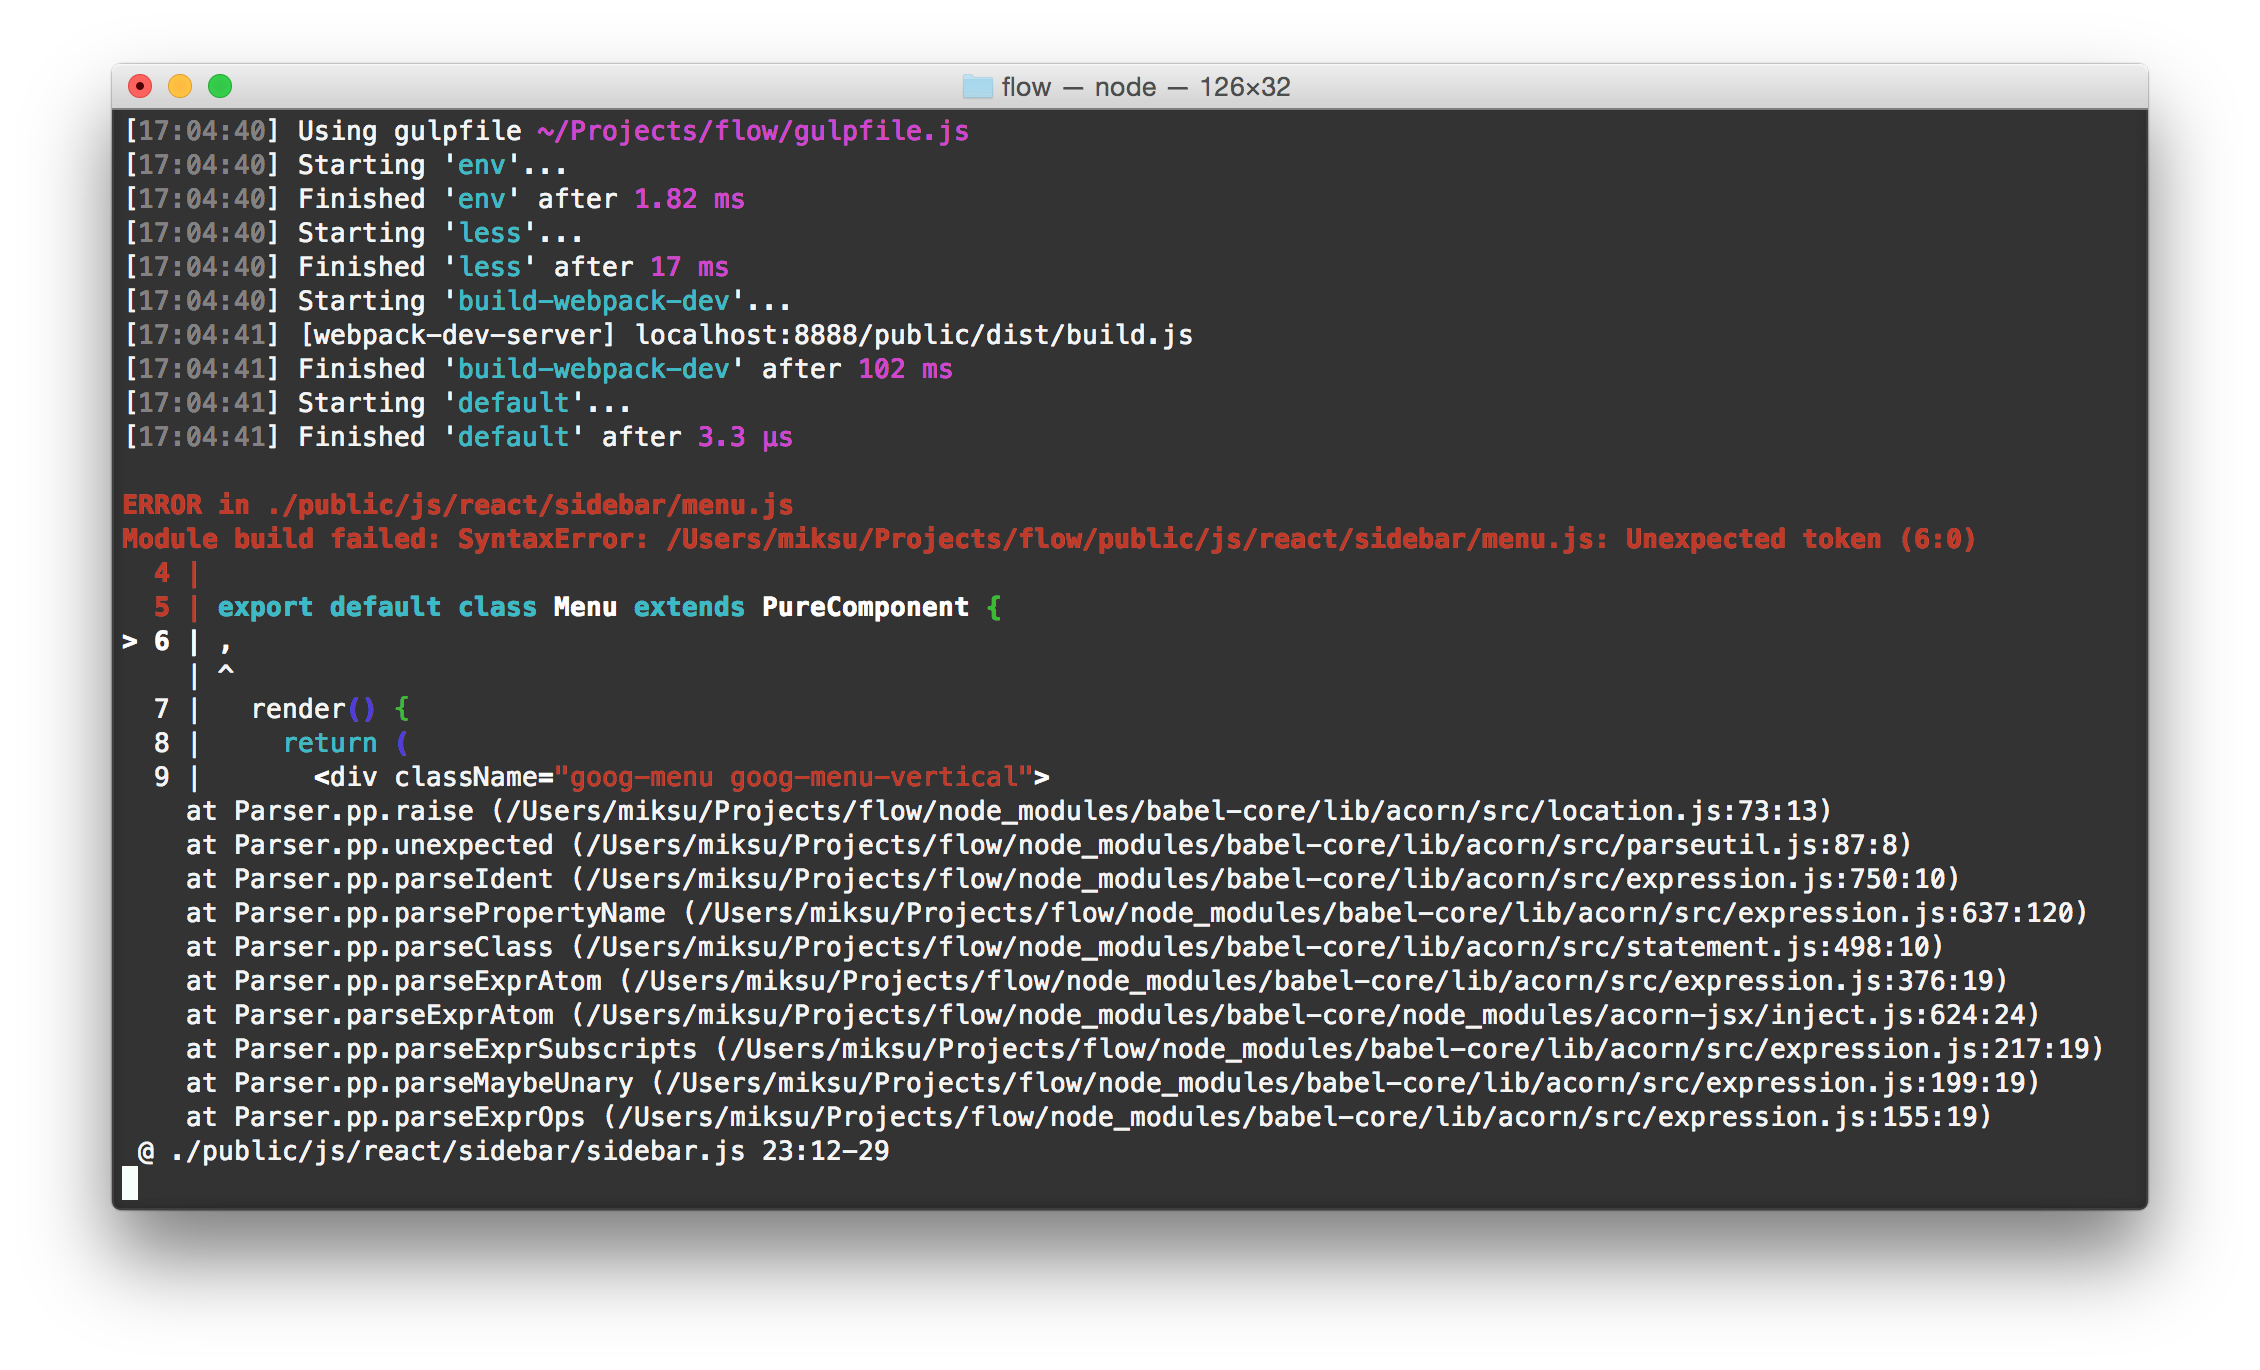 flow — node — 126×32
[17:04:40] Using gulpfile ~/Projects/flow/gulpfile.js
[17:04:40] Starting 'env'...
[17:04:40] Finished 'env' after 1.82 ms
[17:04:40] Starting 'less'...
[17:04:40] Finished 'less' after 17 ms
[17:04:40] Starting 'build-webpack-dev'...
[17:04:41] [webpack-dev-server] localhost:8888/public/dist/build.js
[17:04:41] Finished 'build-webpack-dev' after 102 ms
[17:04:41] Starting 'default'...
[17:04:41] Finished 'default' after 3.3 μs

ERROR in ./public/js/react/sidebar/menu.js
Module build failed: SyntaxError: /Users/miksu/Projects/flow/public/js/react/sidebar/menu.js: Unexpected token (6:0)
  4 |
  5 | export default class Menu extends PureComponent {
> 6 | ,
    | ^
  7 |   render() {
  8 |     return (
  9 |       <div className="goog-menu goog-menu-vertical">
    at Parser.pp.raise (/Users/miksu/Projects/flow/node_modules/babel-core/lib/acorn/src/location.js:73:13)
    at Parser.pp.unexpected (/Users/miksu/Projects/flow/node_modules/babel-core/lib/acorn/src/parseutil.js:87:8)
    at Parser.pp.parseIdent (/Users/miksu/Projects/flow/node_modules/babel-core/lib/acorn/src/expression.js:750:10)
    at Parser.pp.parsePropertyName (/Users/miksu/Projects/flow/node_modules/babel-core/lib/acorn/src/expression.js:637:120)
    at Parser.pp.parseClass (/Users/miksu/Projects/flow/node_modules/babel-core/lib/acorn/src/statement.js:498:10)
    at Parser.pp.parseExprAtom (/Users/miksu/Projects/flow/node_modules/babel-core/lib/acorn/src/expression.js:376:19)
    at Parser.parseExprAtom (/Users/miksu/Projects/flow/node_modules/babel-core/node_modules/acorn-jsx/inject.js:624:24)
    at Parser.pp.parseExprSubscripts (/Users/miksu/Projects/flow/node_modules/babel-core/lib/acorn/src/expression.js:217:19)
    at Parser.pp.parseMaybeUnary (/Users/miksu/Projects/flow/node_modules/babel-core/lib/acorn/src/expression.js:199:19)
    at Parser.pp.parseExprOps (/Users/miksu/Projects/flow/node_modules/babel-core/lib/acorn/src/expression.js:155:19)
 @ ./public/js/react/sidebar/sidebar.js 23:12-29